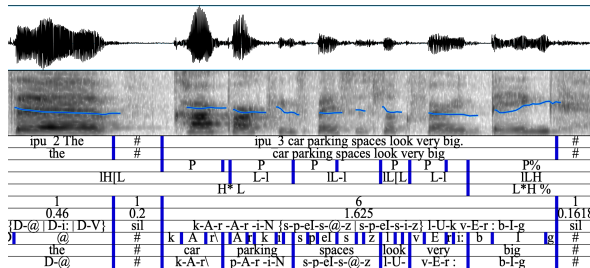 ipu_2 The # ipu_3 car parking spaces look very big. #
the # car parking spaces look very big #
P P P P P P%
lH|L L-l lL-l lL|L L-l lLH
H* L L*H %
1 1 6 1
0.46 0.2 1.625 0.1618
{D-@ | D-i: | D-V} sil k-A-r -A-r -i-N {s-p-eI-s-@-z | s-p-eI-s-i-z} l-U-k v-E-r : b-I-g sil
@ # k A r\ A r k i s p eI s z l v E r i: b I g #
the # car parking spaces look very big #
D-@ # k-A-r\ p-A-r -i-N s-p-eI-s-@-z l-U- v-E-r : b-I-g #